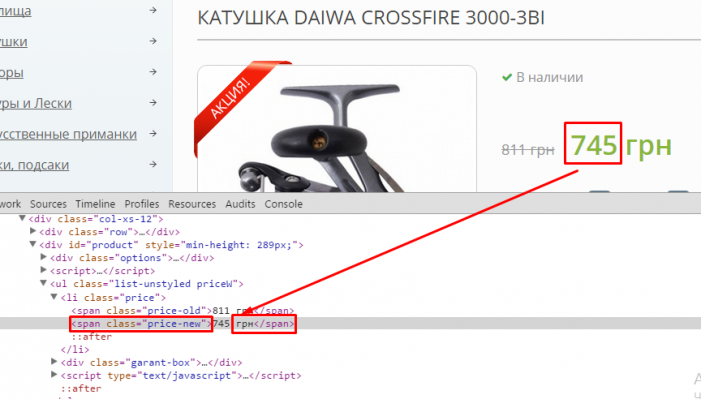 КАТУШКА DAIWA CROSSFIRE 3000-3BI
лища
ушки
оры
уры и Лески
усственные приманки
ки, подсаки
АКЦИЯ!
В наличии
811 грн 745 грн
work Sources Timeline Profiles Resources Audits Console
<div class="col-xs-12">
<div class="row">…</div>
<div id="product" style="min-height: 289px;">
<div class="options">…</div>
<script>…</script>
<ul class="list-unstyled priceW">
<li class="price">
<span class="price-old">811 грн</span>
<span class="price-new">745 грн</span>
::after
</li>
<div class="garant-box">…</div>
<script type="text/javascript">…</script>
::after